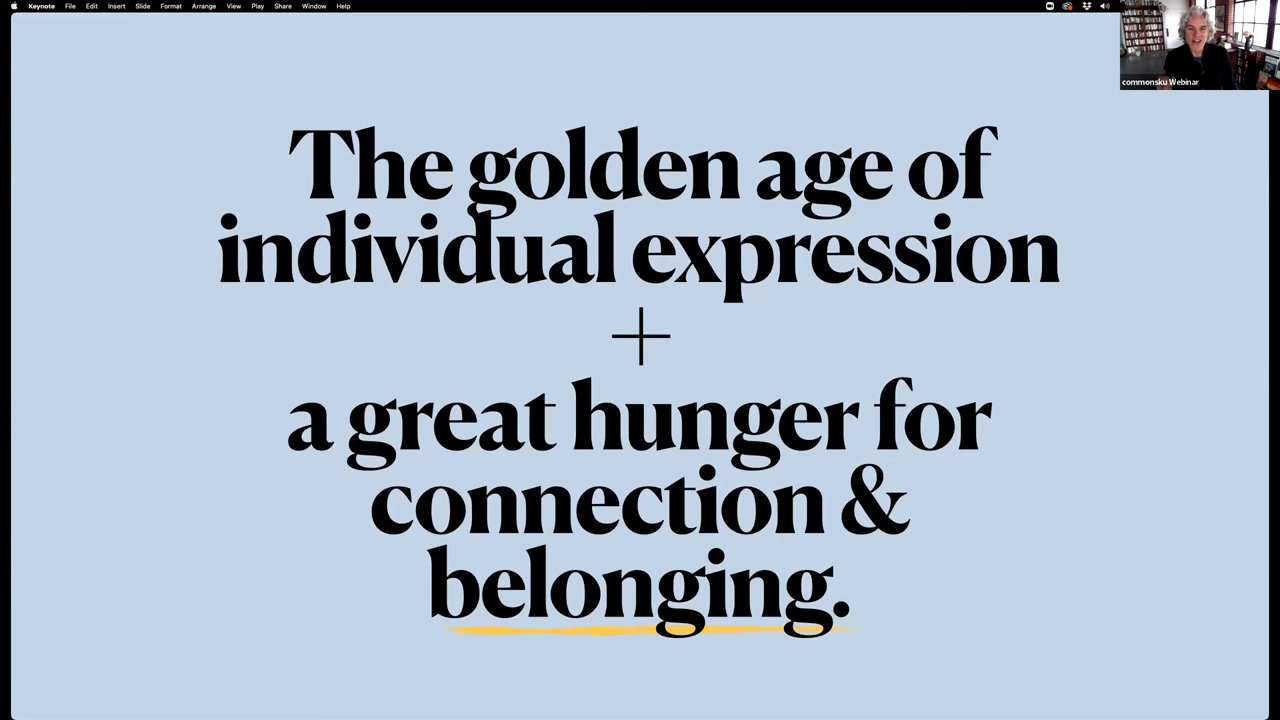 Keynote File Edit Insert Slide Format Arrange View Play Share Window Help
commonsku Webinar
The golden age of
individual expression
+
a great hunger for
connection &
belonging.